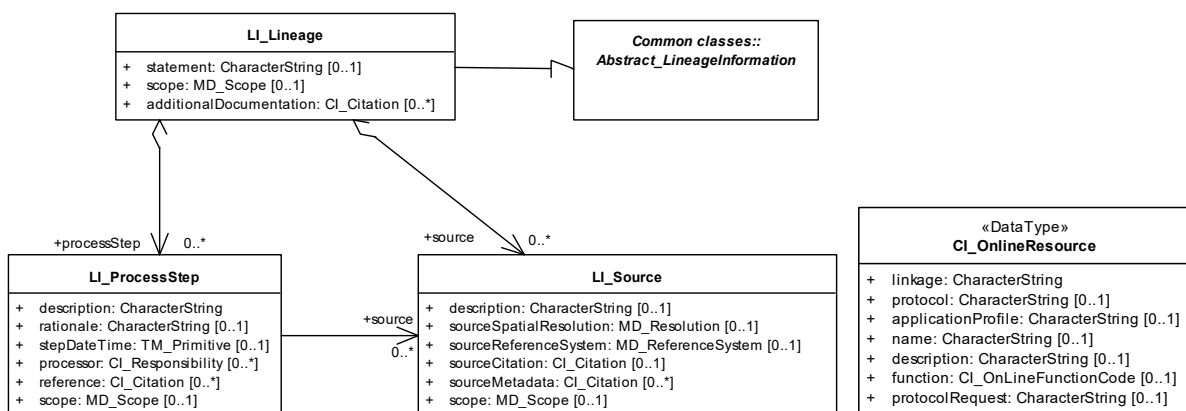 LI_Lineage
+ statement: CharacterString [0..1]
+ scope: MD_Scope [0..1]
+ additionalDocumentation: CI_Citation [0..*]
Common classes::
Abstract_LineageInformation
+processStep 0..*
+source 0..*
LI_ProcessStep
+ description: CharacterString
+ rationale: CharacterString [0..1]
+ stepDateTime: TM_Primitive [0..1]
+ processor: CI_Responsibility [0..*]
+ reference: CI_Citation [0..*]
+ scope: MD_Scope [0..1]
+source
0..*
LI_Source
+ description: CharacterString [0..1]
+ sourceSpatialResolution: MD_Resolution [0..1]
+ sourceReferenceSystem: MD_ReferenceSystem [0..1]
+ sourceCitation: CI_Citation [0..1]
+ sourceMetadata: CI_Citation [0..*]
+ scope: MD_Scope [0..1]
«DataType»
CI_OnlineResource
+ linkage: CharacterString
+ protocol: CharacterString [0..1]
+ applicationProfile: CharacterString [0..1]
+ name: CharacterString [0..1]
+ description: CharacterString [0..1]
+ function: CI_OnLineFunctionCode [0..1]
+ protocolRequest: CharacterString [0..1]